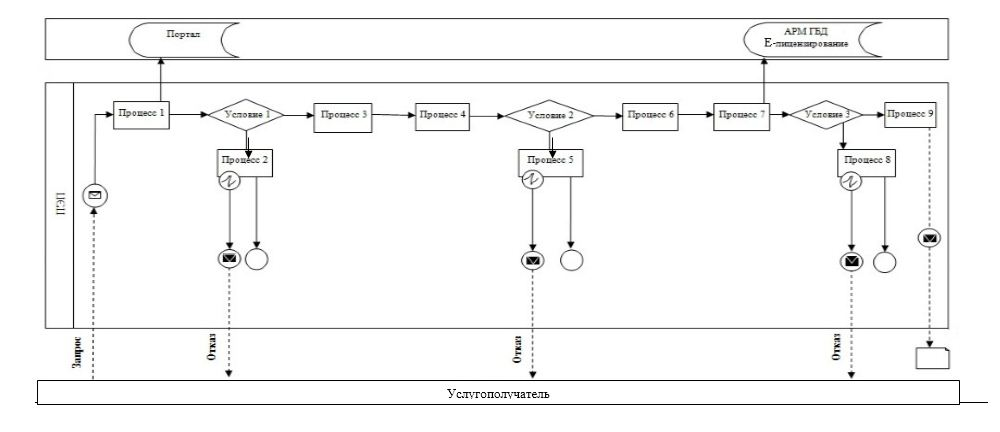 Портал
АРМ ГБД
Е-лицензирование
ПЭП
Процесс 1
Условие 1
Процесс 3
Процесс 4
Условие 2
Процесс 6
Процесс 7
Условие 3
Процесс 9
Процесс 2
Процесс 5
Процесс 8
Запрос
Отказ
Отказ
Отказ
Услугополучатель